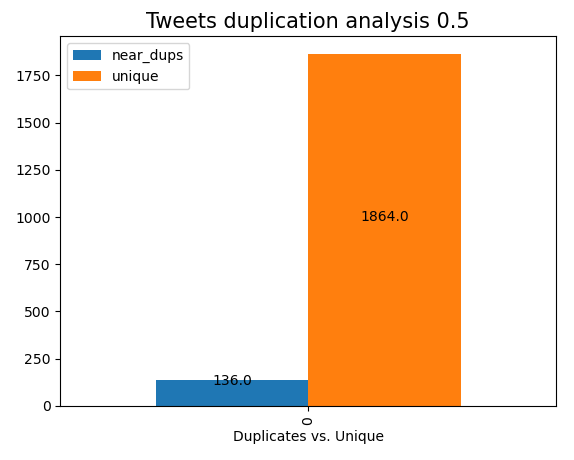 Tweets duplication analysis 0.5
near_dups
unique
1750
1500
1250
1000
750
500
250
0
1864.0
136.0
0
Duplicates vs. Unique